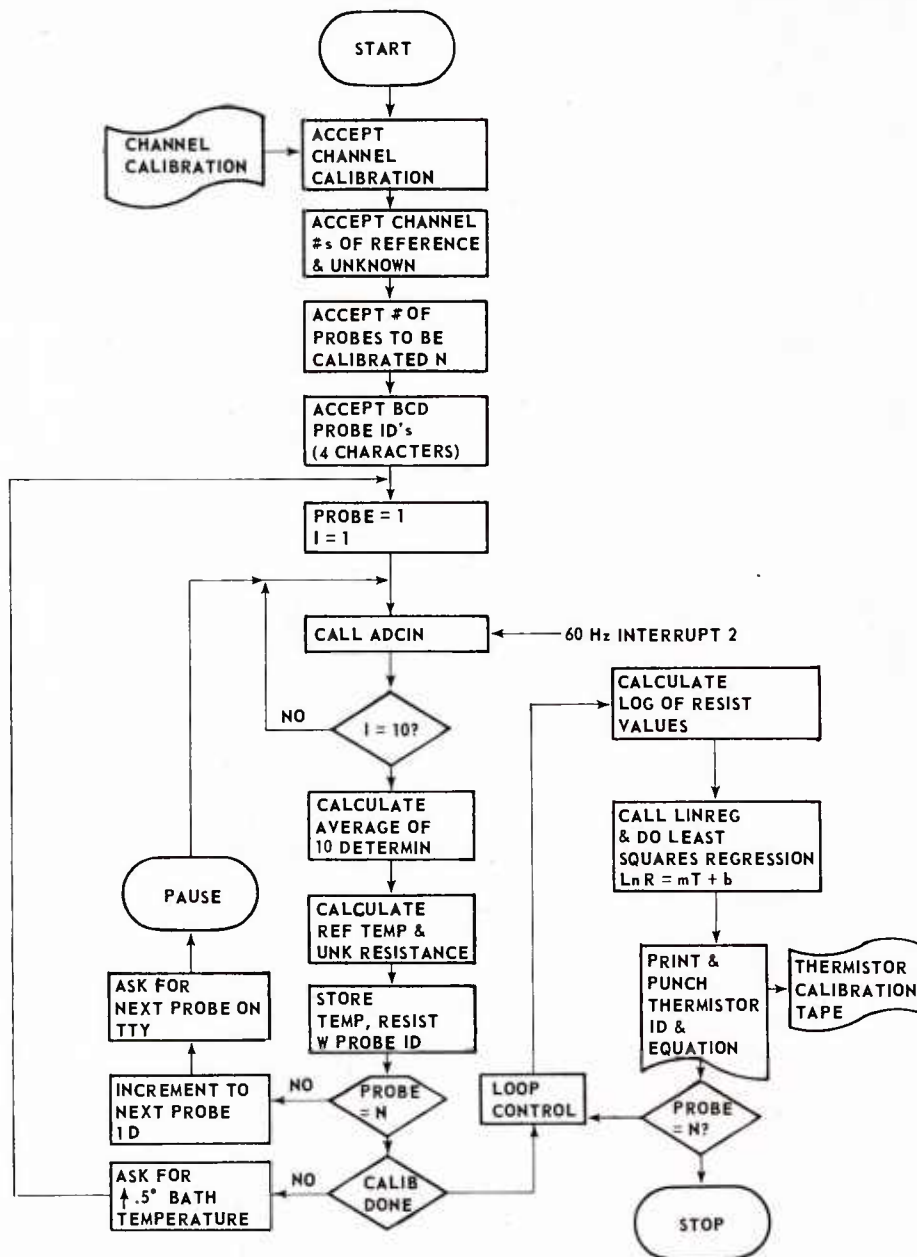 START
CHANNEL
CALIBRATION
ACCEPT
CHANNEL
CALIBRATION
ACCEPT CHANNEL
#s OF REFERENCE
& UNKNOWN
ACCEPT # OF
PROBES TO BE
CALIBRATED N
ACCEPT BCD
PROBE ID's
(4 CHARACTERS)
PROBE = 1
I = 1
CALL ADCIN
60 Hz INTERRUPT 2
NO
I = 10?
CALCULATE
AVERAGE OF
10 DETERMIN
CALCULATE
REF TEMP &
UNK RESISTANCE
STORE
TEMP, RESIST
W PROBE ID
PROBE
= N
NO
INCREMENT TO
NEXT PROBE
ID
ASK FOR
NEXT PROBE ON
TTY
PAUSE
CALIB
DONE
NO
ASK FOR
↑ .5° BATH
TEMPERATURE
LOOP
CONTROL
CALCULATE
LOG OF RESIST
VALUES
CALL LINREG
& DO LEAST
SQUARES REGRESSION
Ln R = mT + b
PRINT &
PUNCH
THERMISTOR
ID &
EQUATION
THERMISTOR
CALIBRATION
TAPE
PROBE
= N?
STOP